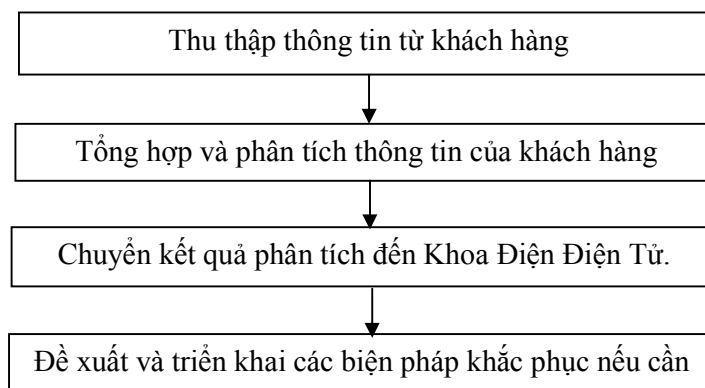 Thu thập thông tin từ khách hàng
Tổng hợp và phân tích thông tin của khách hàng
Chuyển kết quả phân tích đến Khoa Điện Điện Tử.
Đề xuất và triển khai các biện pháp khắc phục nếu cần